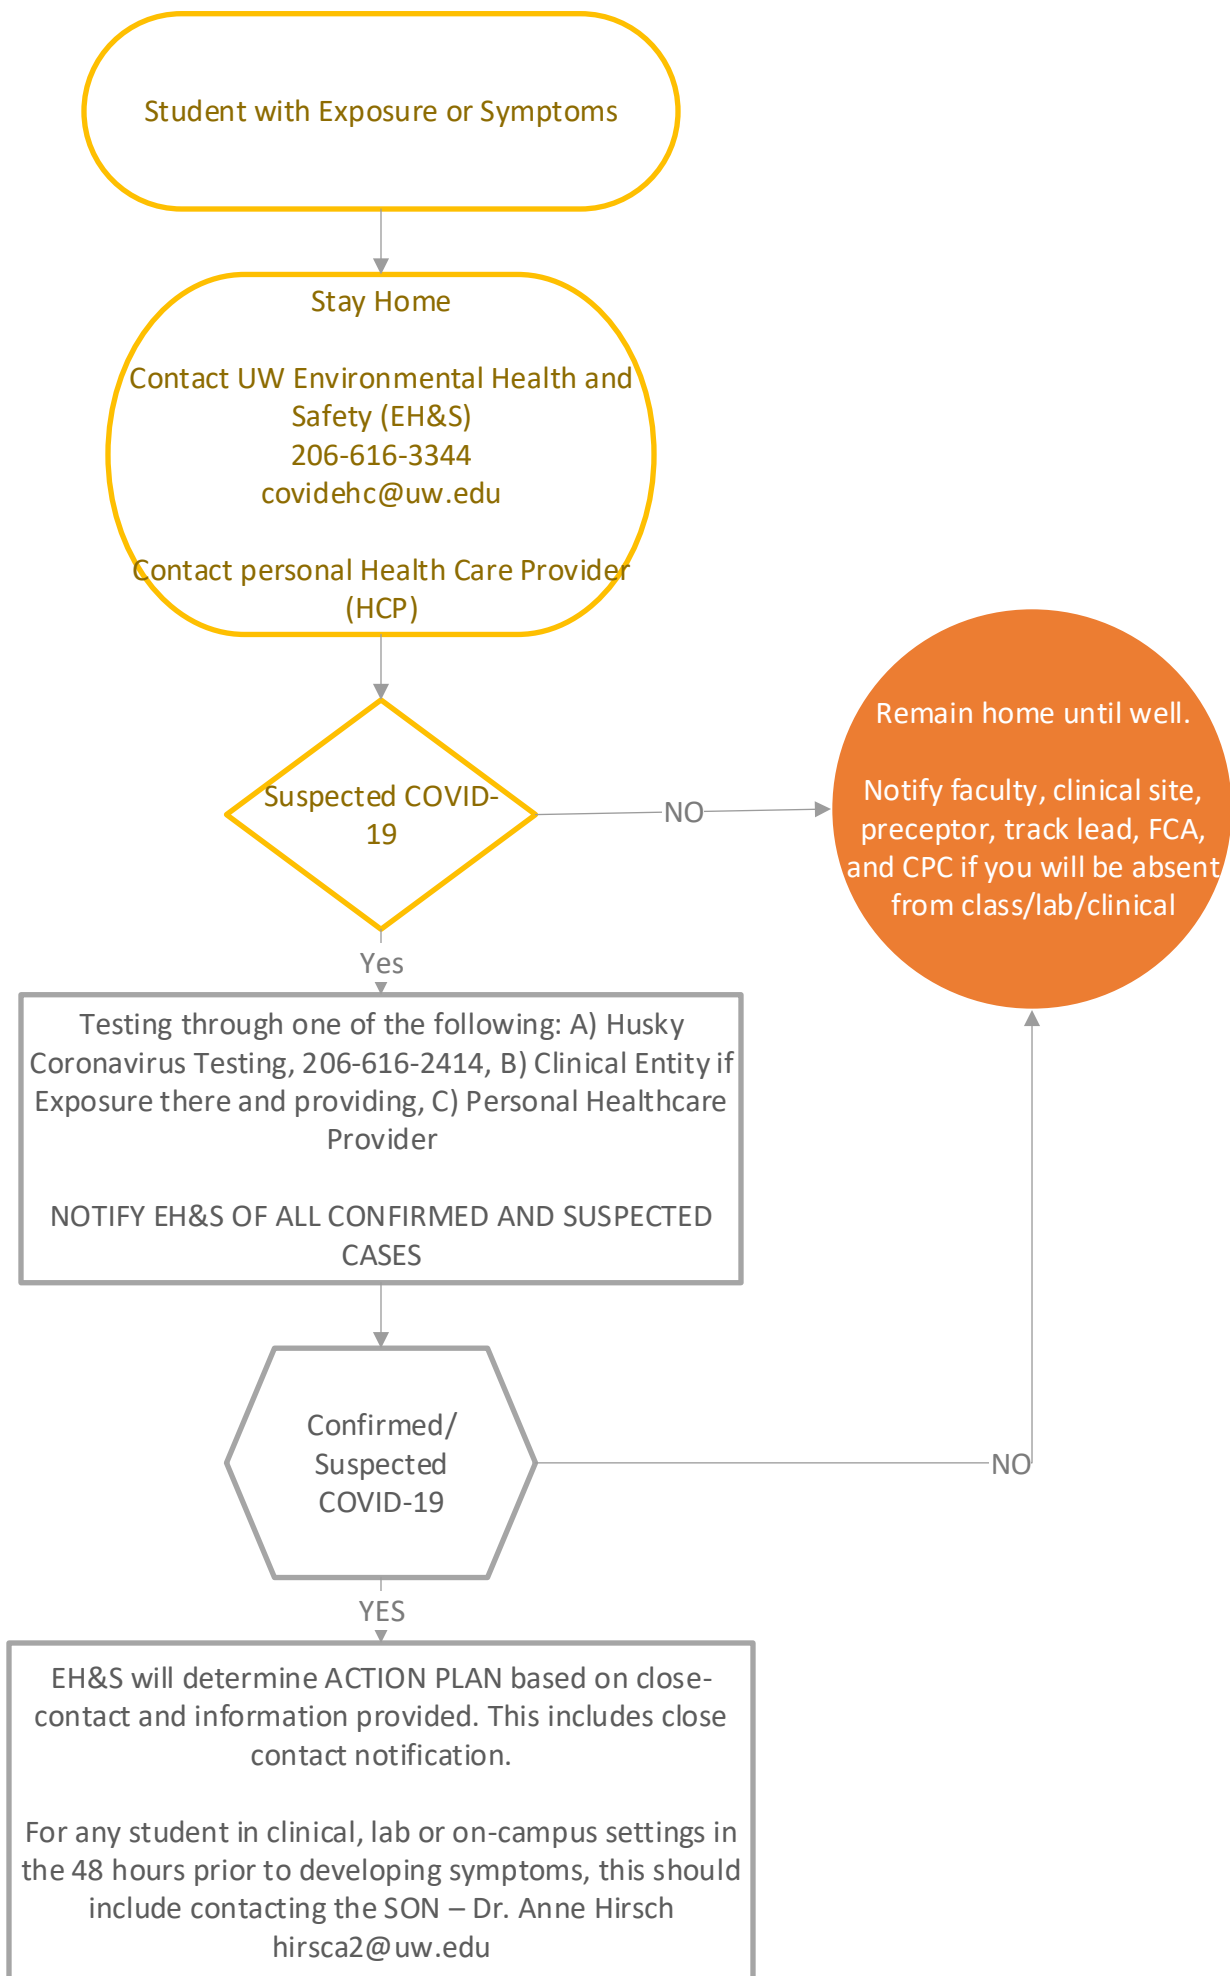 Student with Exposure or Symptoms
Stay Home
Contact UW Environmental Health and
Safety (EH&S)
206-616-3344
covidehc@uw.edu
Contact personal Health Care Provider
(HCP)
Suspected COVID-
19
NO
Remain home until well.
Notify faculty, clinical site,
preceptor, track lead, FCA,
and CPC if you will be absent
from class/lab/clinical
Yes
Testing through one of the following: A) Husky
Coronavirus Testing, 206-616-2414, B) Clinical Entity if
Exposure there and providing, C) Personal Healthcare
Provider
NOTIFY EH&S OF ALL CONFIRMED AND SUSPECTED
CASES
Confirmed/
Suspected
COVID-19
NO
YES
EH&S will determine ACTION PLAN based on close-
contact and information provided. This includes close
contact notification.
For any student in clinical, lab or on-campus settings in
the 48 hours prior to developing symptoms, this should
include contacting the SON – Dr. Anne Hirsch
hirsca2@uw.edu